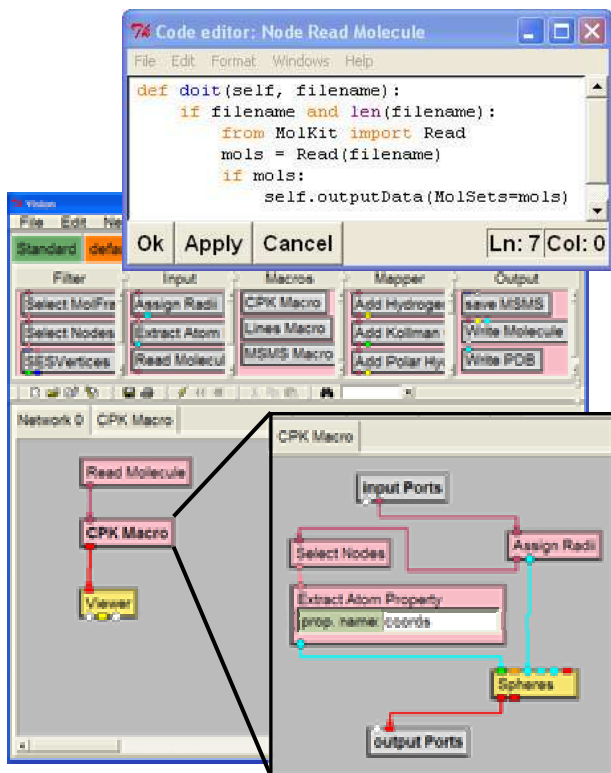 Code editor: Node Read Molecule
File Edit Format Windows Help
def doit(self, filename):
if filename and len(filename):
from MolKit import Read
mols = Read(filename)
if mols:
self.outputData(MolSets=mols)
Ok Apply Cancel Ln: 7 Col: 0
Vision
File Edit Ne
Standard defau
Filter Input Macros Mapper Output
Select MolFra Assign Radii CPK Macro Add Hydroge save MSMS
Select Nodes Extract Atom Lines Macro Add Kollman Write Molecule
SESVertices Read Molecul MSMS Macro Add Polar Hy Write PDB
Network 0 CPK Macro
Read Molecule
CPK Macro
Viewer
CPK Macro
input Ports
Select Nodes Assign Radii
Extract Atom Property
prop. name: coords
Spheres
output Ports